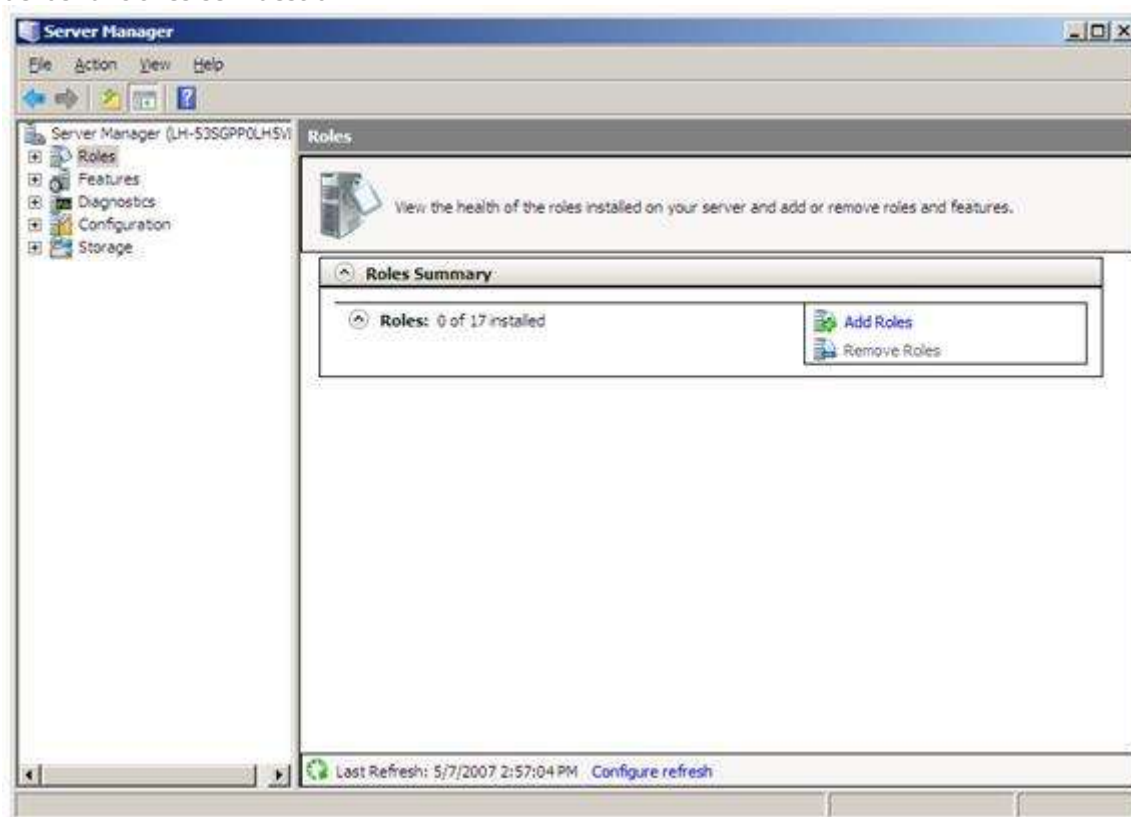 Server Manager
File Action View Help
Server Manager (LH-53SGPP0LH5VI
Roles
Features
Diagnostics
Configuration
Storage
Roles
View the health of the roles installed on your server and add or remove roles and features.
Roles Summary
Roles: 0 of 17 installed
Add Roles
Remove Roles
Last Refresh: 5/7/2007 2:57:04 PM Configure refresh